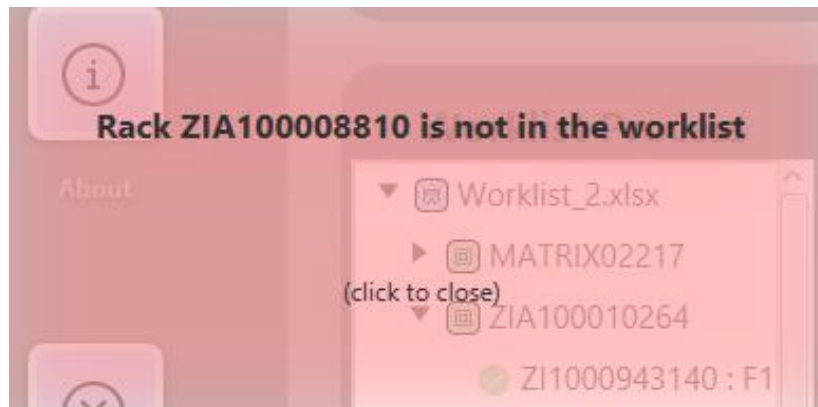 Rack ZIA100008810 is not in the worklist
About
Worklist_2.xlsx
MATRIX02217
(click to close)
ZIA100010264
ZI1000943140 : F1